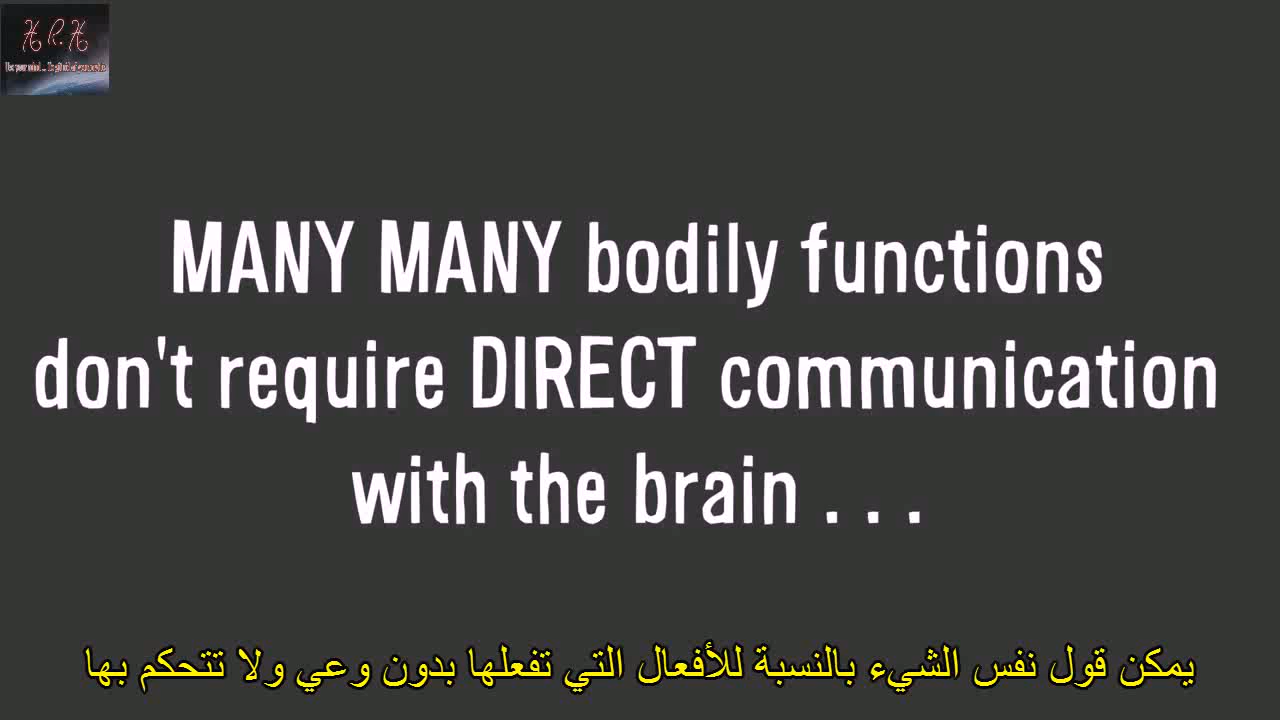 H R. H
MANY MANY bodily functions
don't require DIRECT communication
with the brain . . .
يمكن قول نفس الشيء بالنسبة للأفعال التي تفعلها بدون وعي ولا تتحكم بها